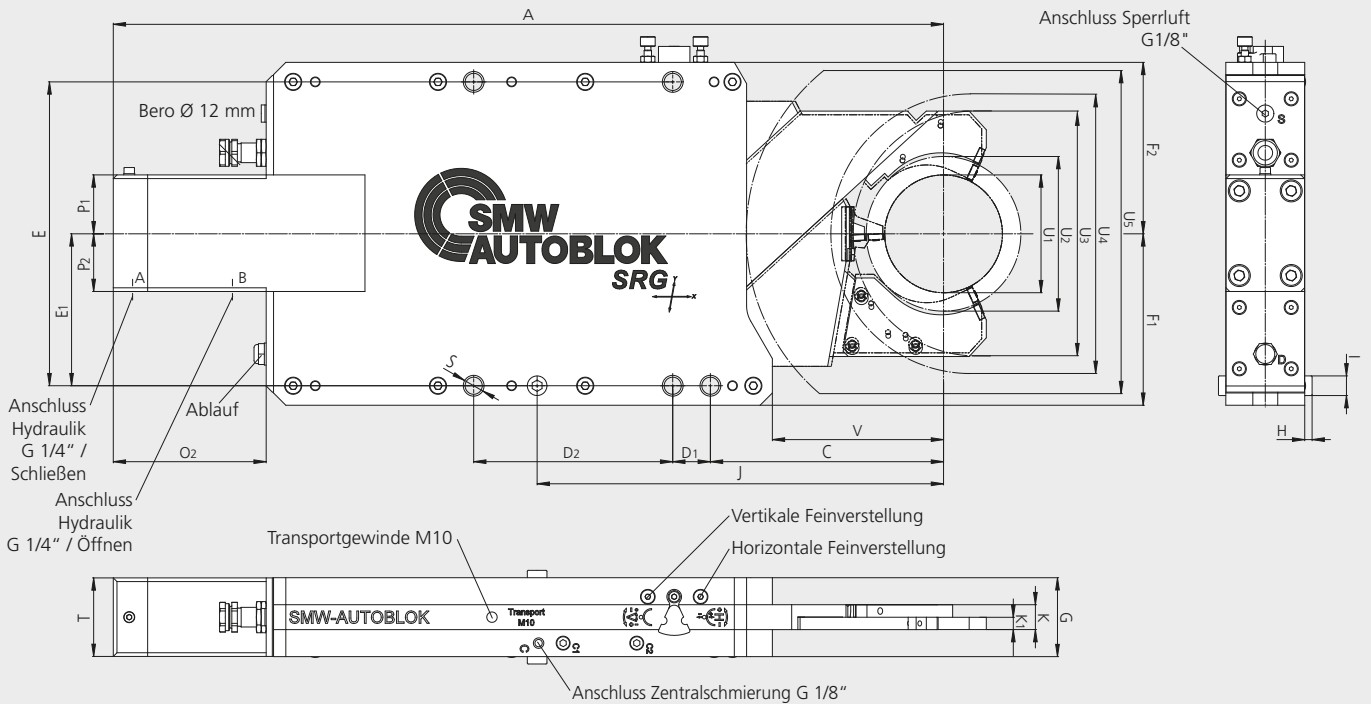 A
Anschluss Sperrluft
G1/8"
Bero Ø 12 mm
S
F2
P1
E
SMW
AUTOBLOK
SRG
Y
x
U1
U2
U3
U4
U5
P2
A
B
E1
F1
S
D
I
H
Anschluss
Hydraulik
G 1/4“ /
Schließen
Ablauf
O2
V
D2
D1
C
J
Anschluss
Hydraulik
G 1/4“ / Öffnen
Transportgewinde M10
Vertikale Feinverstellung
Horizontale Feinverstellung
T
SMW-AUTOBLOK
Transport
M10
C
C1
C2
V
H
K1
K
G
Anschluss Zentralschmierung G 1/8“